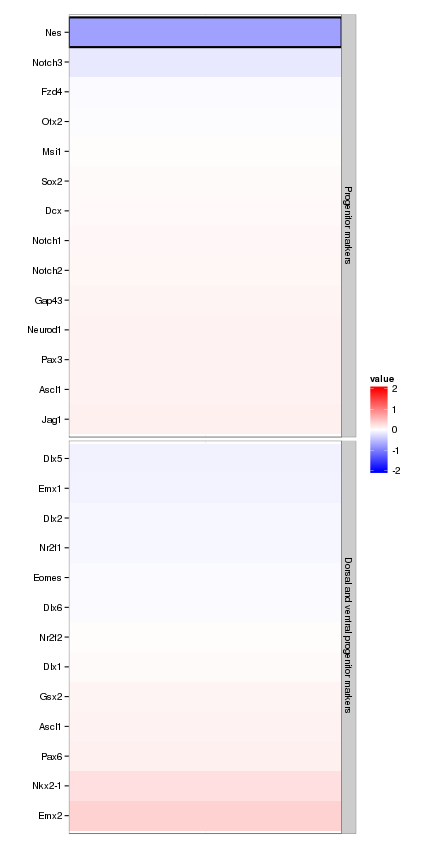 Nes
Notch3
Fzd4
Otx2
Msi1
Sox2
Dcx
Notch1
Notch2
Gap43
Neurod1
Pax3
Ascl1
Jag1
Progenitor markers
Dlx5
Emx1
Dlx2
Nr2f1
Eomes
Dlx6
Nr2f2
Dlx1
Gsx2
Ascl1
Pax6
Nkx2-1
Emx2
Dorsal and ventral progenitor markers
value
2
1
0
-1
-2